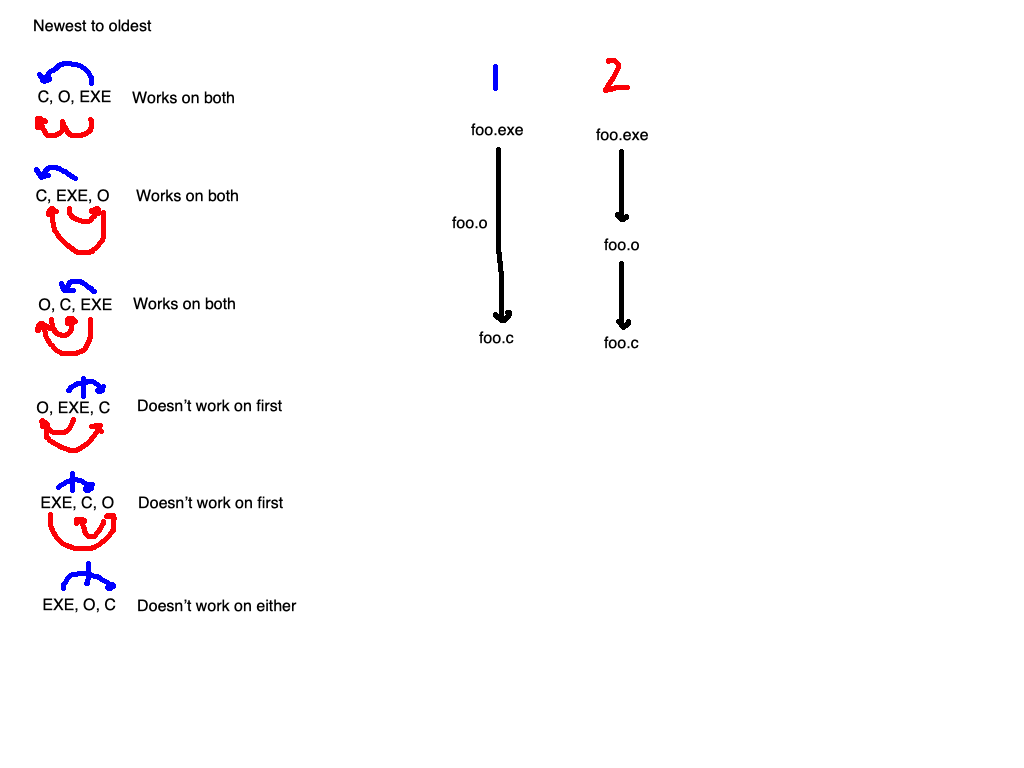 Newest to oldest
C, O, EXE Works on both
C, EXE, O Works on both
O, C, EXE Works on both
O, EXE, C Doesn't work on first
EXE, C, O Doesn't work on first
EXE, O, C Doesn't work on either
1
foo.exe
foo.o
foo.c
2
foo.exe
foo.o
foo.c